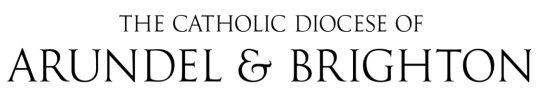 THE CATHOLIC DIOCESE OF
ARUNDEL & BRIGHTON